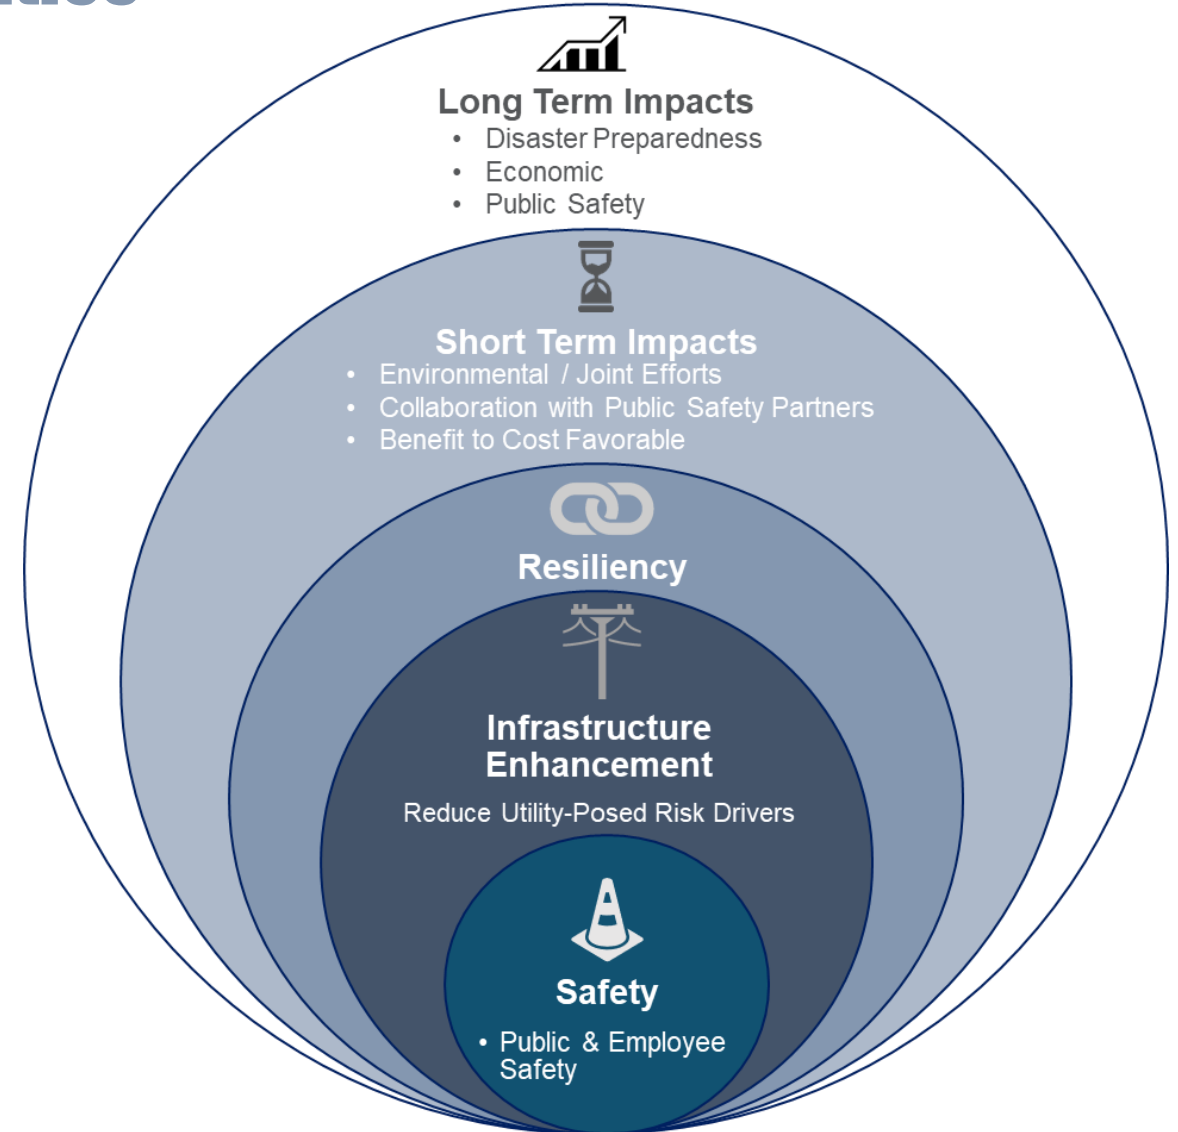 Long Term Impacts
• Disaster Preparedness
• Economic
• Public Safety
Short Term Impacts
• Environmental / Joint Efforts
• Collaboration with Public Safety Partners
• Benefit to Cost Favorable
Resiliency
Infrastructure
Enhancement
Reduce Utility-Posed Risk Drivers
Safety
• Public & Employee
Safety